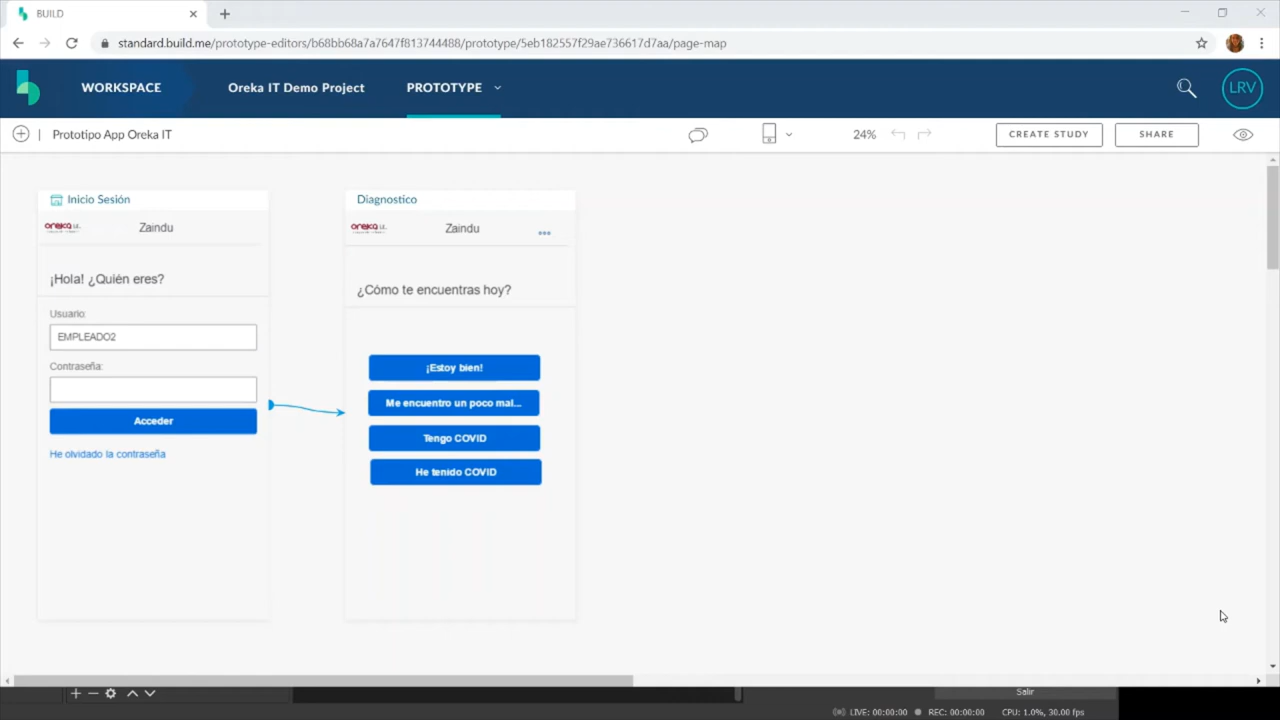 BUILD
standard.build.me/prototype-editors/b68bb68a7a7647f813744488/prototype/5eb182557f29ae736617d7aa/page-map
WORKSPACE
Oreka IT Demo Project
PROTOTYPE
LRV
Prototipo App Oreka IT
24%
CREATE STUDY
SHARE
Inicio Sesión
oreka i.t.
Zaindu
¡Hola! ¿Quién eres?
Usuario:
EMPLEADO2
Contraseña:
Acceder
He olvidado la contraseña
Diagnostico
oreka i.t.
Zaindu
¿Cómo te encuentras hoy?
¡Estoy bien!
Me encuentro un poco mal...
Tengo COVID
He tenido COVID
Salir
LIVE: 00:00:00
REC: 00:00:00
CPU: 1.0%, 30.00 fps